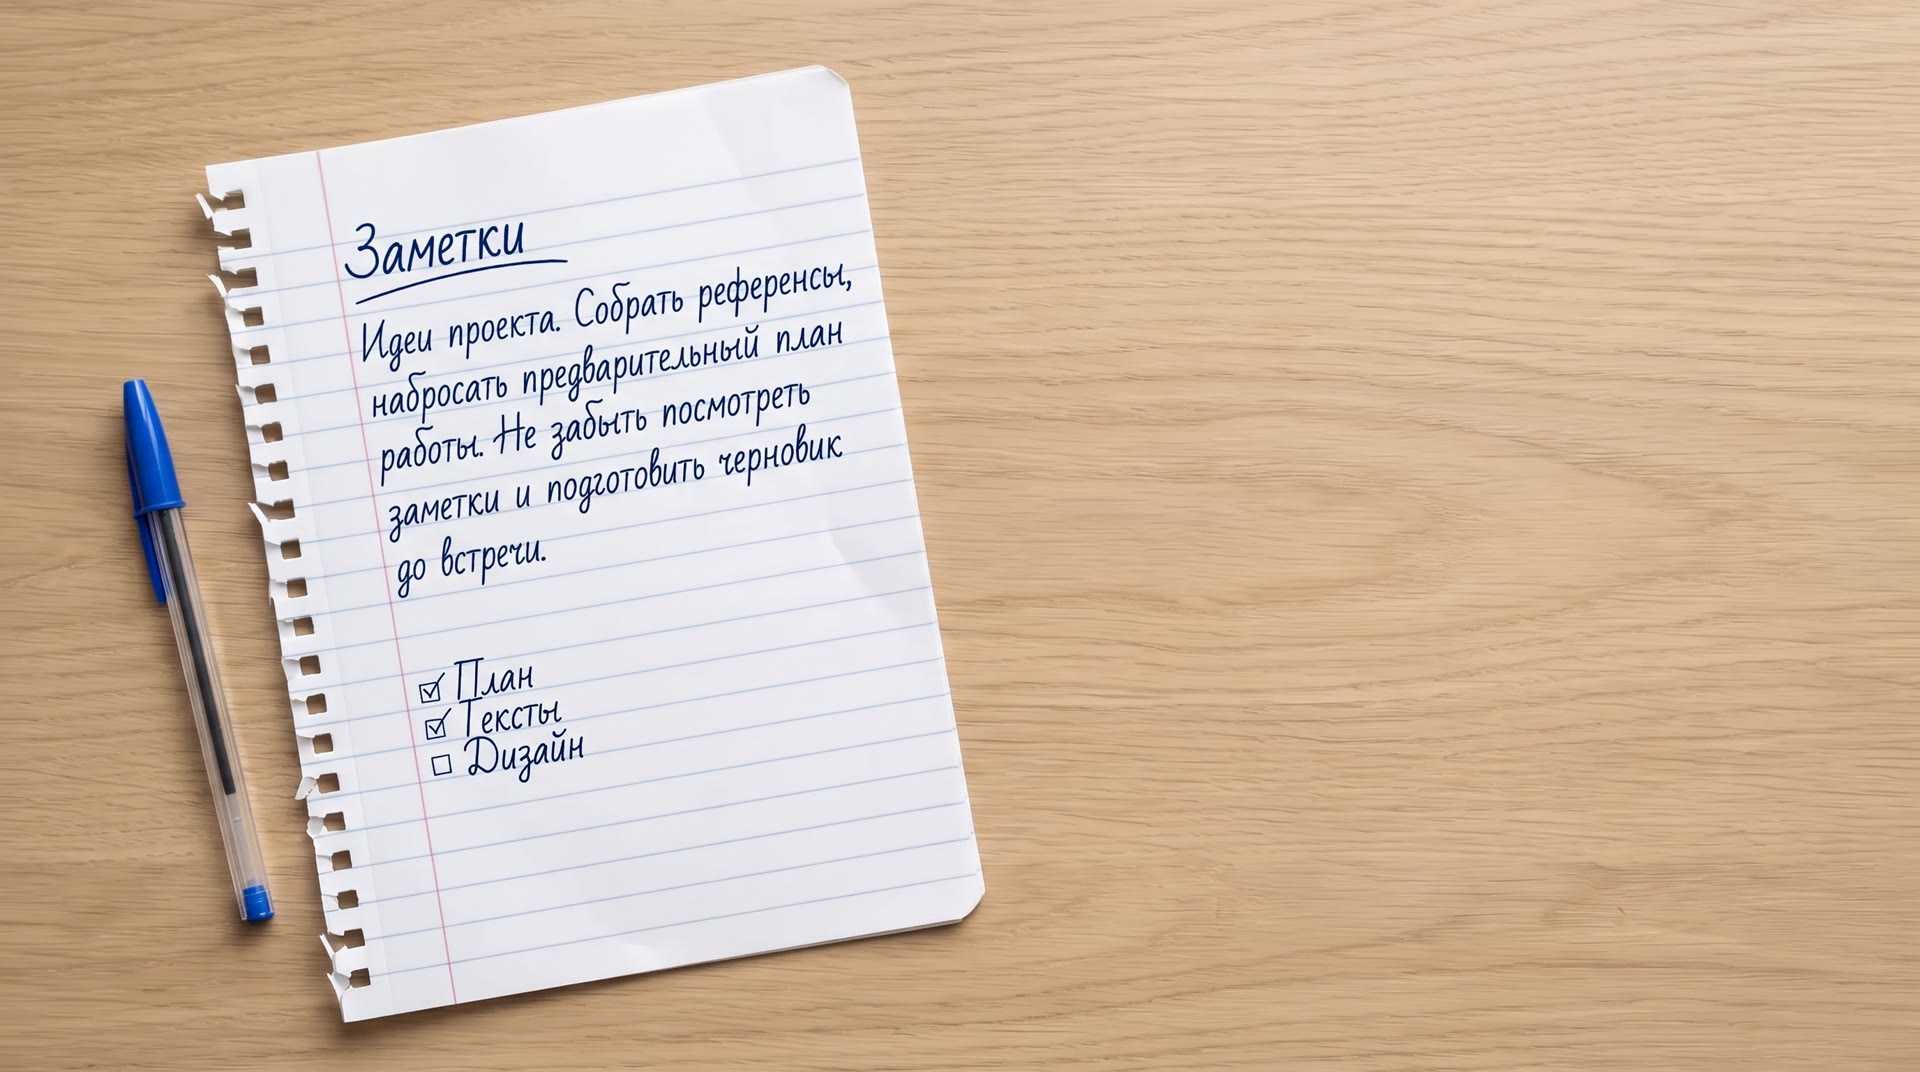 Заметки
Идеи проекта. Собрать референсы,
набросать предварительный план
работы. Не забыть посмотреть
заметки и подготовить черновик
до встречи.
☑ План
☑ Тексты
☐ Дизайн